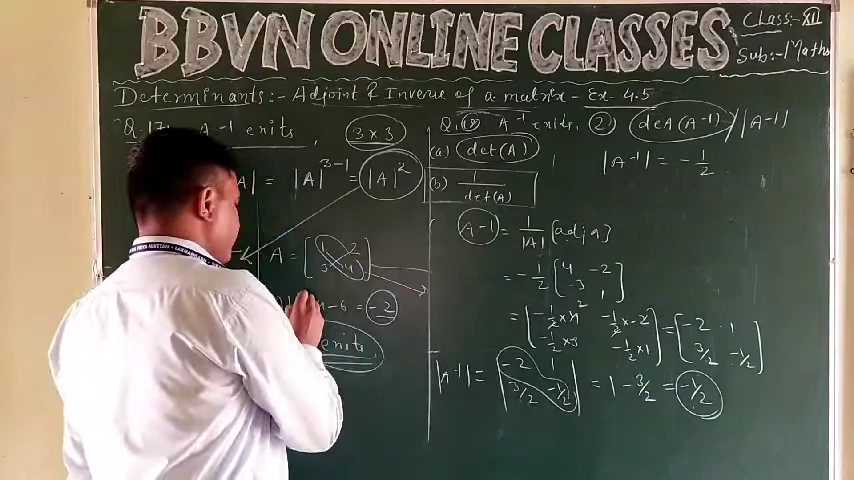 BBVN ONLINE CLASSES
Class:-XII
Sub:-Maths
Determinants:- Adjoint & Inverse of a matrix - Ex-4.5
Q.17: A-1 exits, 3x3
A| = |A|^3-1 = |A|^2
A = [1 2
3 4]
4-6 = -2
exits.
Q.18 A^-1 exits, 2 det(A-1) |A-1|
(a) det(A)
|A-1| = -1/2
(b) 1/det(A)
A-1 = 1/|A| [adj A]
= -1/2 [4 -2
-3 1]
= [-1/2 x 4 -1/2 x -2
-1/2 x 3 -1/2 x 1] = [-2 1
3/2 -1/2]
|A-1| = |-2 1
3/2 -1/2| = 1 - 3/2 = -1/2